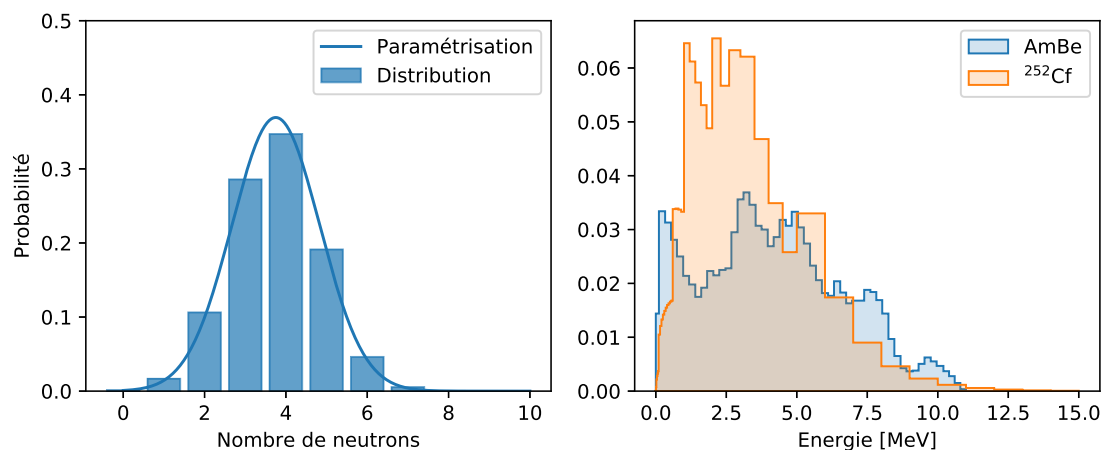 Probabilité
0.5
0.4
0.3
0.2
0.1
0.0
0 2 4 6 8 10
Nombre de neutrons
Paramétrisation
Distribution
0.06
0.05
0.04
0.03
0.02
0.01
0.00
0.0 2.5 5.0 7.5 10.0 12.5 15.0
Energie [MeV]
AmBe
²⁵²Cf